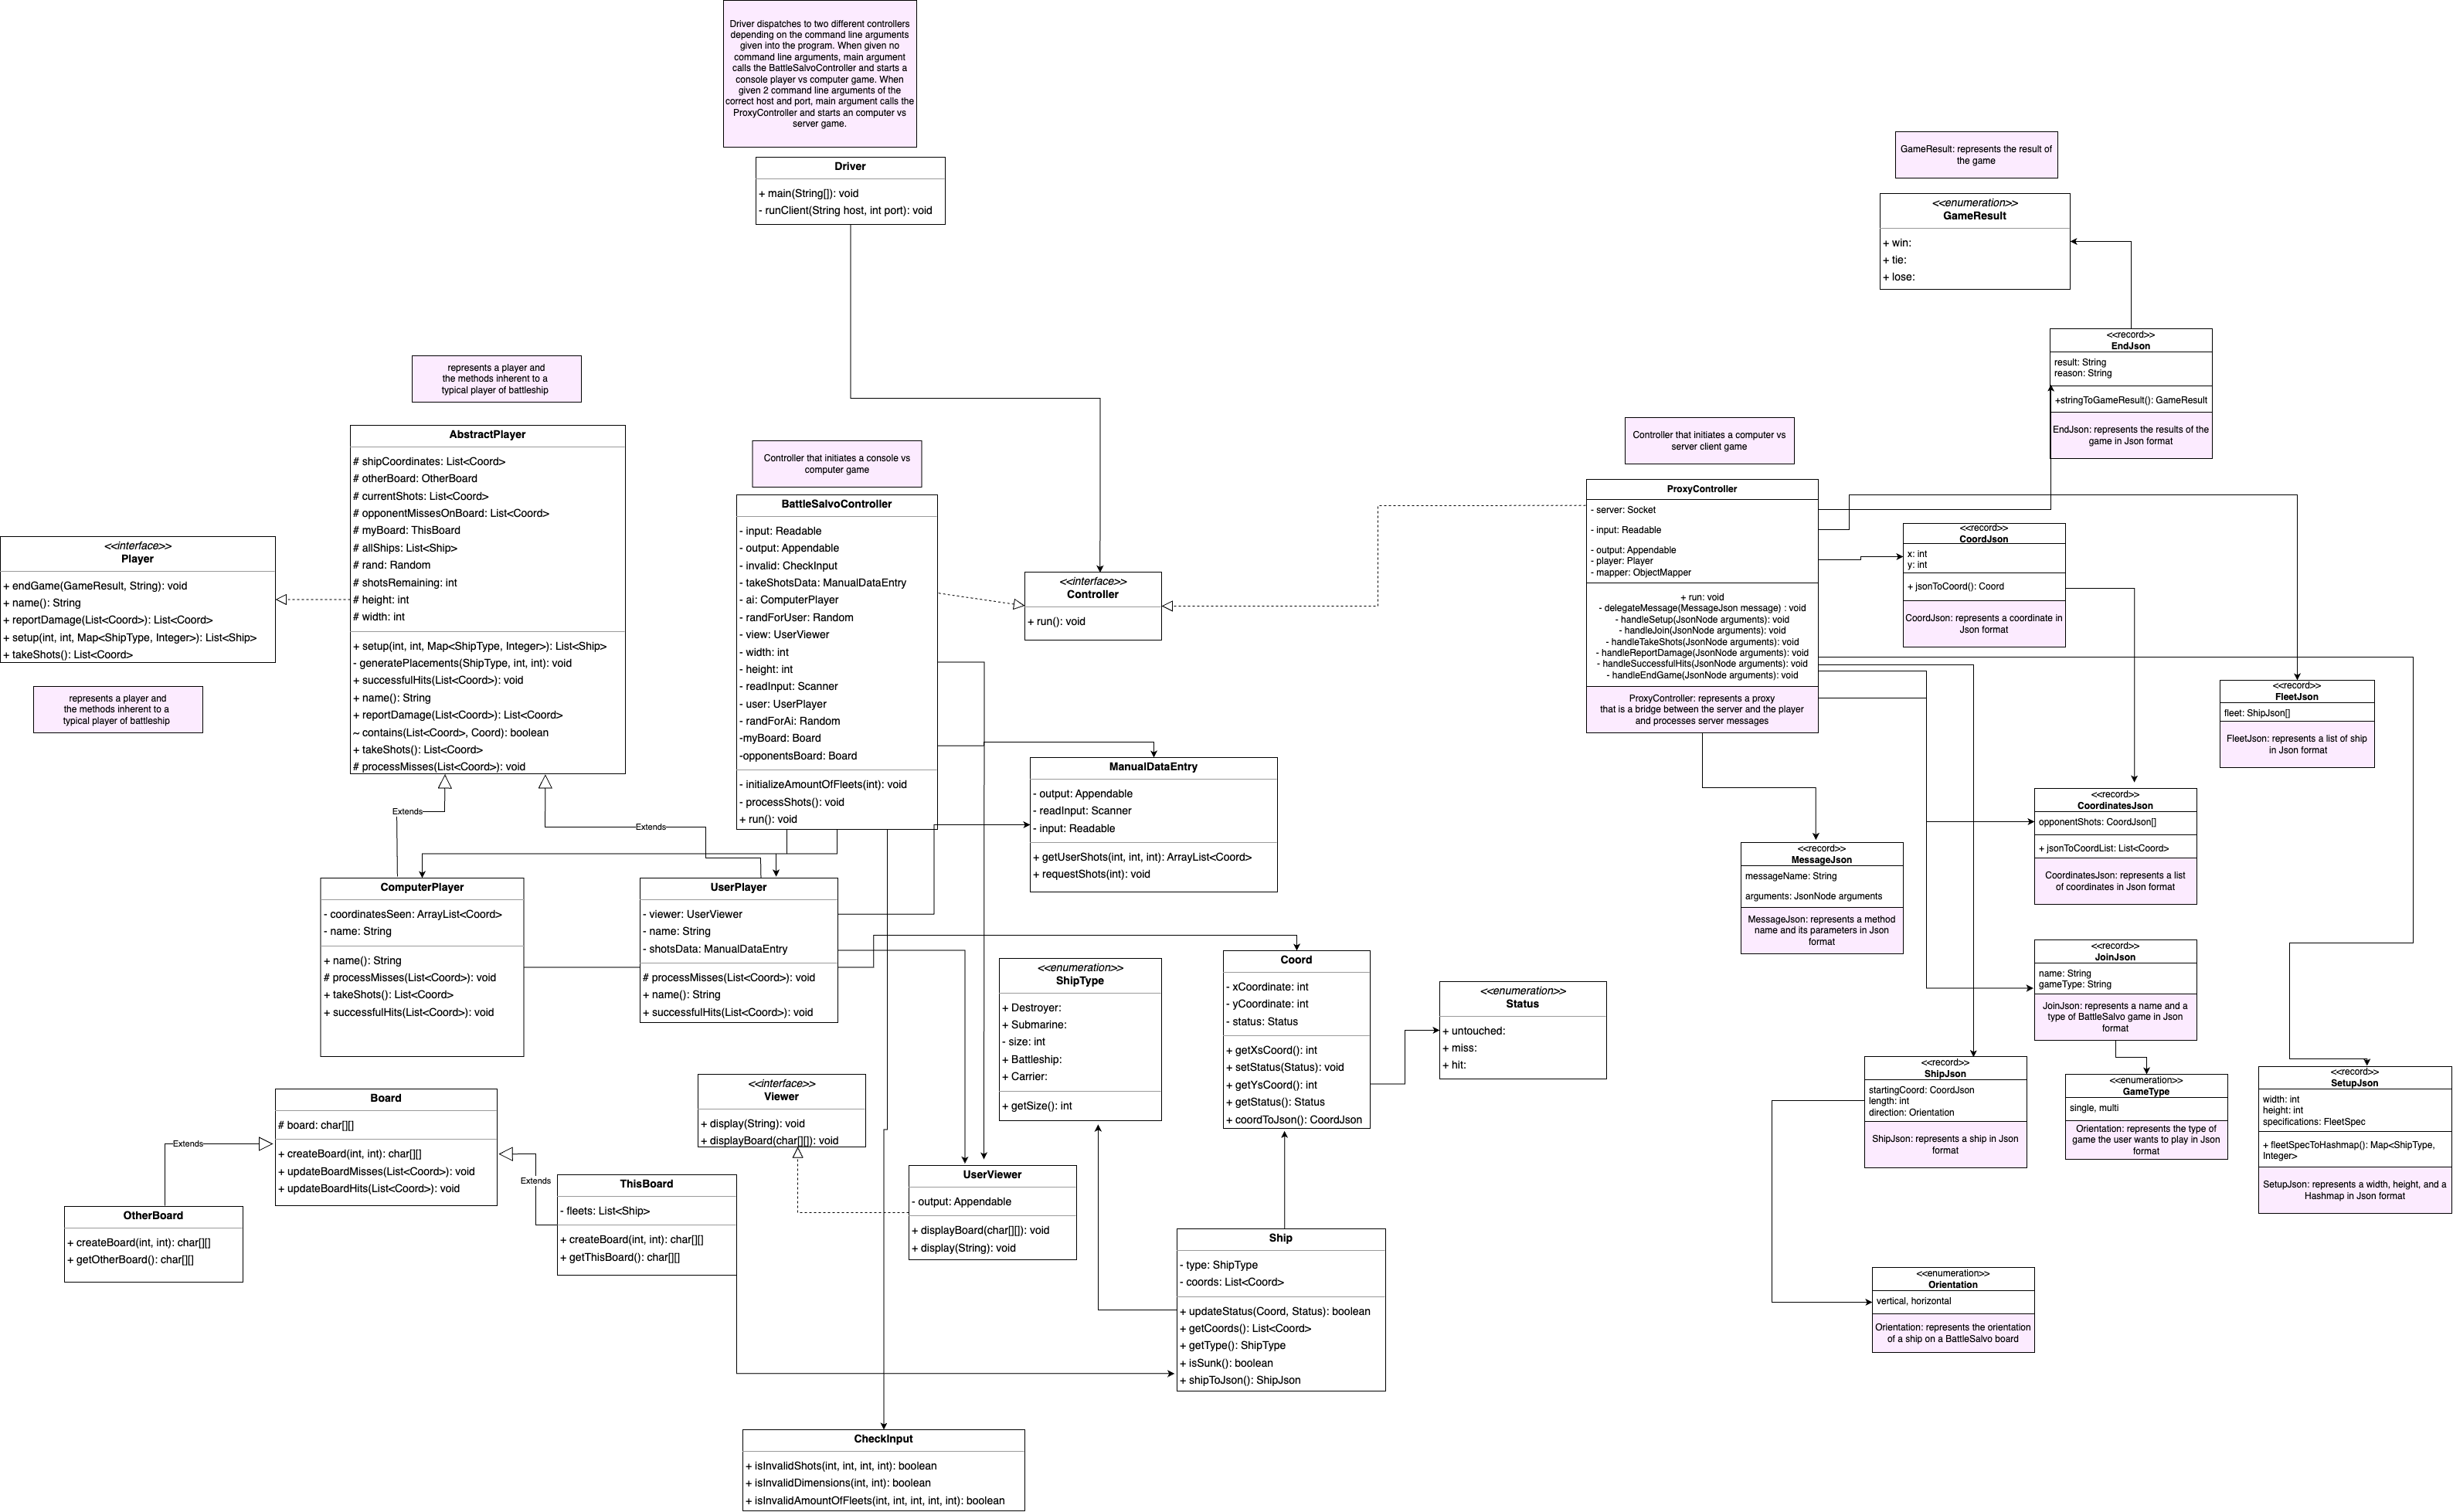 Driver dispatches to two different controllers
depending on the command line arguments
given into the program. When given no
command line arguments, main argument
calls the BattleSalvoController and starts a
console player vs computer game. When
given 2 command line arguments of the
correct host and port, main argument calls the
ProxyController and starts an computer vs
server game.
Driver
+ main(String[]): void
- runClient(String host, int port): void
GameResult: represents the result of
the game
<<enumeration>>
GameResult
+ win:
+ tie:
+ lose:
<<record>>
EndJson
result: String
reason: String
+stringToGameResult(): GameResult
EndJson: represents the results of the
game in Json format
represents a player and
the methods inherent to a
typical player of battleship
AbstractPlayer
# shipCoordinates: List<Coord>
# otherBoard: OtherBoard
# currentShots: List<Coord>
# opponentMissesOnBoard: List<Coord>
# myBoard: ThisBoard
# allShips: List<Ship>
# rand: Random
# shotsRemaining: int
# height: int
# width: int
+ setup(int, int, Map<ShipType, Integer>): List<Ship>
- generatePlacements(ShipType, int, int): void
+ successfulHits(List<Coord>): void
+ name(): String
+ reportDamage(List<Coord>): List<Coord>
~ contains(List<Coord>, Coord): boolean
+ takeShots(): List<Coord>
# processMisses(List<Coord>): void
<<interface>>
Player
+ endGame(GameResult, String): void
+ name(): String
+ reportDamage(List<Coord>): List<Coord>
+ setup(int, int, Map<ShipType, Integer>): List<Ship>
+ takeShots(): List<Coord>
represents a player and
the methods inherent to a
typical player of battleship
Controller that initiates a console vs
computer game
BattleSalvoController
- input: Readable
- output: Appendable
- invalid: CheckInput
- takeShotsData: ManualDataEntry
- ai: ComputerPlayer
- randForUser: Random
- view: UserViewer
- width: int
- height: int
- readInput: Scanner
- user: UserPlayer
- randForAi: Random
-myBoard: Board
-opponentsBoard: Board
- initializeAmountOfFleets(int): void
- processShots(): void
+ run(): void
<<interface>>
Controller
+ run(): void
Controller that initiates a computer vs
server client game
ProxyController
- server: Socket
- input: Readable
- output: Appendable
- player: Player
- mapper: ObjectMapper
+ run: void
- delegateMessage(MessageJson message) : void
- handleSetup(JsonNode arguments): void
- handleJoin(JsonNode arguments): void
- handleTakeShots(JsonNode arguments): void
- handleReportDamage(JsonNode arguments): void
- handleSuccessfulHits(JsonNode arguments): void
- handleEndGame(JsonNode arguments): void
ProxyController: represents a proxy
that is a bridge between the server and the player
and processes server messages
<<record>>
CoordJson
x: int
y: int
+ jsonToCoord(): Coord
CoordJson: represents a coordinate in
Json format
<<record>>
FleetJson
fleet: ShipJson[]
FleetJson: represents a list of ship
in Json format
ManualDataEntry
- output: Appendable
- readInput: Scanner
- input: Readable
+ getUserShots(int, int, int): ArrayList<Coord>
+ requestShots(int): void
<<record>>
CoordinatesJson
opponentShots: CoordJson[]
+ jsonToCoordList: List<Coord>
CoordinatesJson: represents a list
of coordinates in Json format
<<record>>
MessageJson
messageName: String
arguments: JsonNode arguments
MessageJson: represents a method
name and its parameters in Json
format
Extends
Extends
ComputerPlayer
- coordinatesSeen: ArrayList<Coord>
- name: String
+ name(): String
# processMisses(List<Coord>): void
+ takeShots(): List<Coord>
+ successfulHits(List<Coord>): void
UserPlayer
- viewer: UserViewer
- name: String
- shotsData: ManualDataEntry
# processMisses(List<Coord>): void
+ name(): String
+ successfulHits(List<Coord>): void
<<enumeration>>
ShipType
+ Destroyer:
+ Submarine:
- size: int
+ Battleship:
+ Carrier:
+ getSize(): int
Coord
- xCoordinate: int
- yCoordinate: int
- status: Status
+ getXsCoord(): int
+ setStatus(Status): void
+ getYsCoord(): int
+ getStatus(): Status
+ coordToJson(): CoordJson
<<enumeration>>
Status
+ untouched:
+ miss:
+ hit:
<<record>>
JoinJson
name: String
gameType: String
JoinJson: represents a name and a
type of BattleSalvo game in Json
format
<<record>>
ShipJson
startingCoord: CoordJson
length: int
direction: Orientation
ShipJson: represents a ship in Json
format
<<enumeration>>
GameType
single, multi
Orientation: represents the type of
game the user wants to play in Json
format
<<record>>
SetupJson
width: int
height: int
specifications: FleetSpec
+ fleetSpecToHashmap(): Map<ShipType,
Integer>
SetupJson: represents a width, height, and a
Hashmap in Json format
Board
# board: char[][]
+ createBoard(int, int): char[][]
+ updateBoardMisses(List<Coord>): void
+ updateBoardHits(List<Coord>): void
Extends
Extends
<<interface>>
Viewer
+ display(String): void
+ displayBoard(char[][]): void
OtherBoard
+ createBoard(int, int): char[][]
+ getOtherBoard(): char[][]
ThisBoard
- fleets: List<Ship>
+ createBoard(int, int): char[][]
+ getThisBoard(): char[][]
UserViewer
- output: Appendable
+ displayBoard(char[][]): void
+ display(String): void
Ship
- type: ShipType
- coords: List<Coord>
+ updateStatus(Coord, Status): boolean
+ getCoords(): List<Coord>
+ getType(): ShipType
+ isSunk(): boolean
+ shipToJson(): ShipJson
<<enumeration>>
Orientation
vertical, horizontal
Orientation: represents the orientation
of a ship on a BattleSalvo board
CheckInput
+ isInvalidShots(int, int, int, int): boolean
+ isInvalidDimensions(int, int): boolean
+ isInvalidAmountOfFleets(int, int, int, int, int): boolean